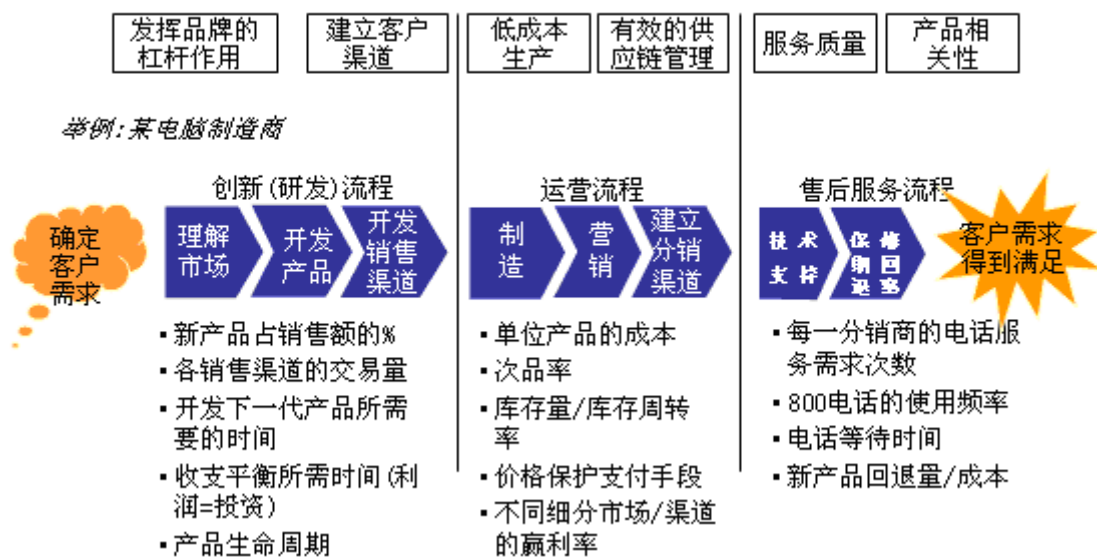 发挥品牌的
杠杆作用
建立客户
渠道
低成本
生产
有效的供
应链管理
服务质量
产品相
关性
举例:某电脑制造商
创新(研发)流程
运营流程
售后服务流程
确定
客户
需求
理解
市场
开发
产品
开发
销售
渠道
制
造
营
销
建立
分销
渠道
技术
支持
客户需求
得到满足
▪新产品占销售额的%
▪各销售渠道的交易量
▪开发下一代产品所需
要的时间
▪收支平衡所需时间(利
润=投资)
▪产品生命周期
▪单位产品的成本
▪次品率
▪库存量/库存周转
率
▪价格保护支付手段
▪不同细分市场/渠道
的赢利率
▪每一分销商的电话服
务需求次数
▪800电话的使用频率
▪电话等待时间
▪新产品回退量/成本